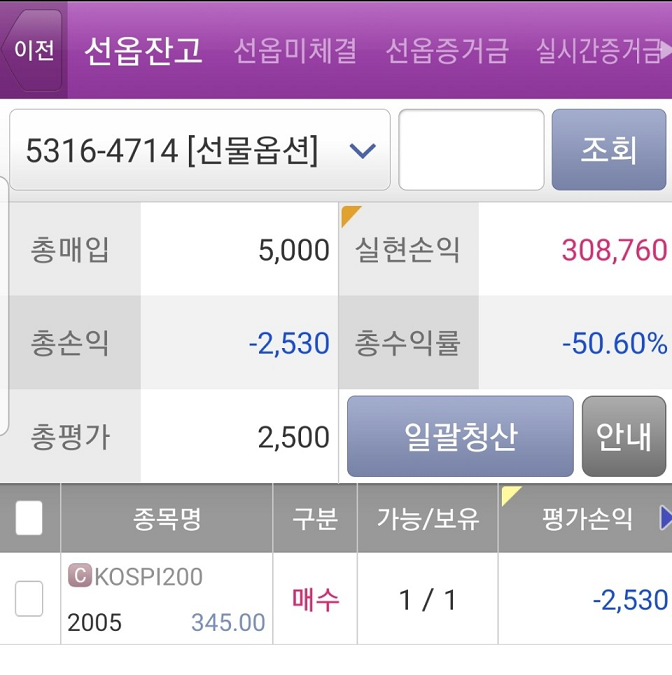 이전 선옵잔고 선옵미체결 선옵증거금 실시간증거금
5316-4714 [선물옵션] 조회
총매입 5,000 실현손익 308,760
총손익 -2,530 총수익률 -50.60%
총평가 2,500 일괄청산 안내
종목명 구분 가능/보유 평가손익
C KOSPI200
매수 1 / 1 -2,530
2005 345.00